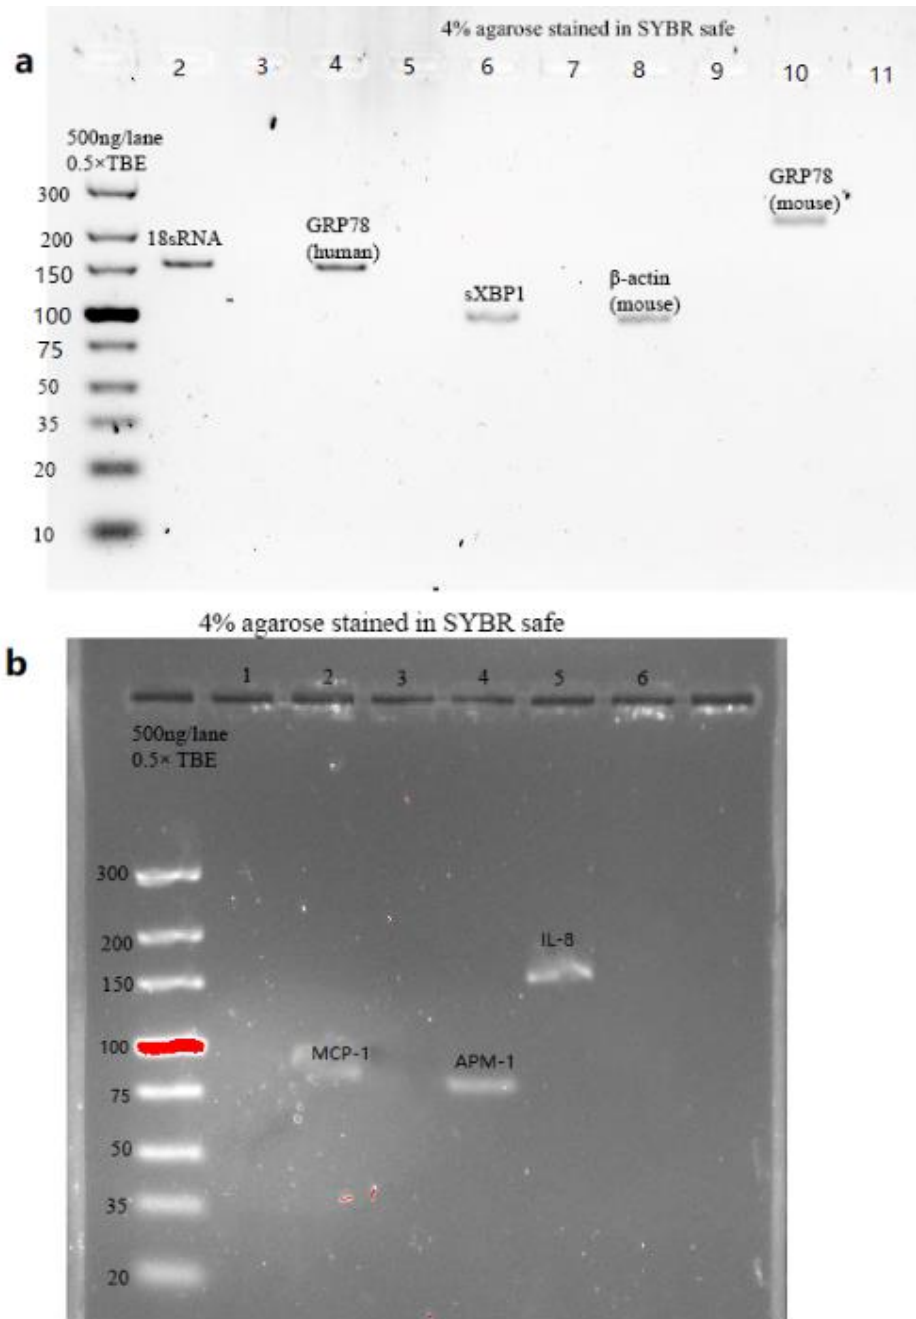 4% agarose stained in SYBR safe
a
2 3 4 5 6 7 8 9 10 11
500ng/lane
0.5×TBE
300
200
150
100
75
50
35
20
10
18sRNA
GRP78
(human)
sXBP1
β-actin
(mouse)
GRP78
(mouse)
4% agarose stained in SYBR safe
b
1 2 3 4 5 6
500ng/lane
0.5× TBE
300
200
150
100
75
50
35
20
MCP-1
APM-1
IL-8